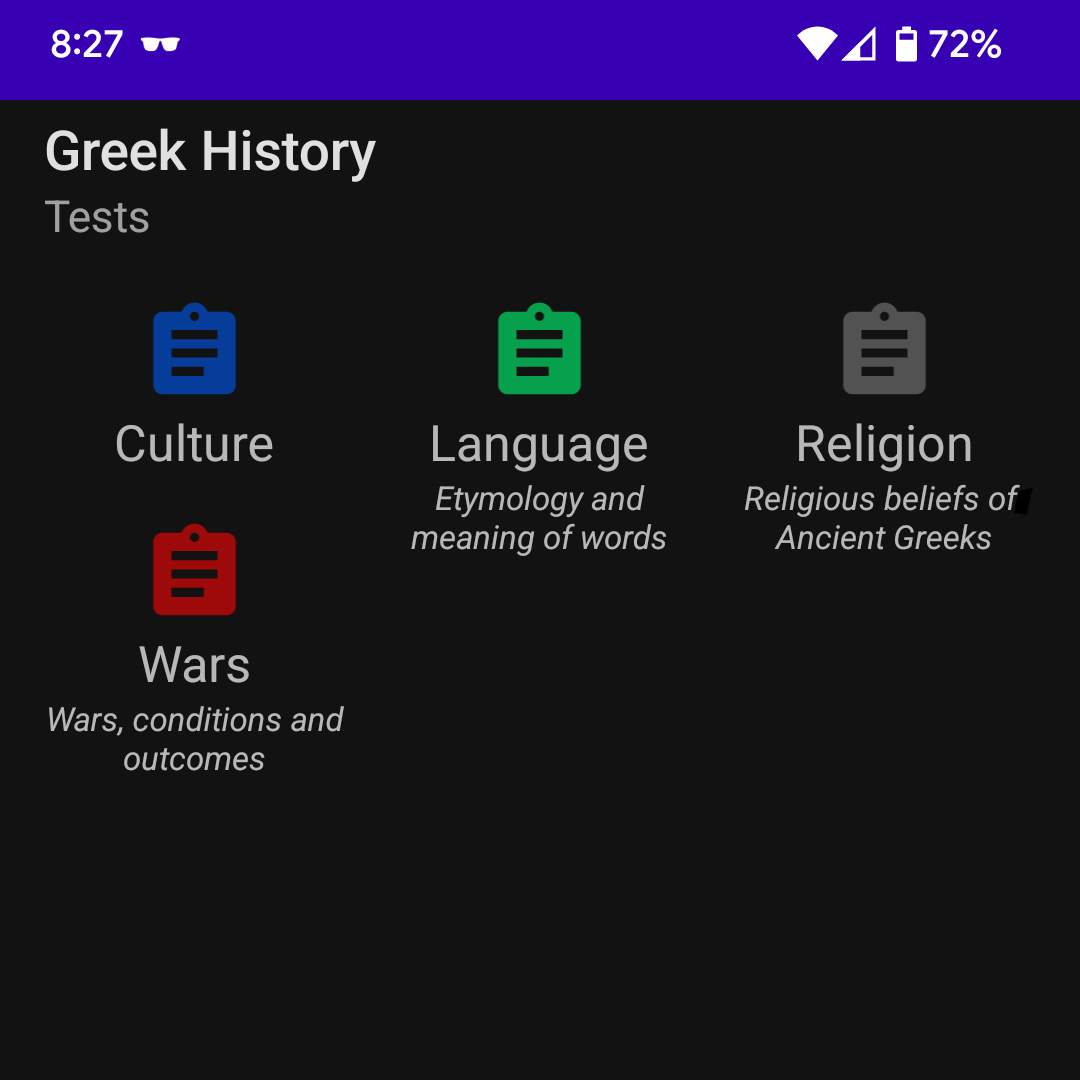 8:27 72%
Greek History
Tests
Culture
Language
Etymology and
meaning of words
Religion
Religious beliefs of
Ancient Greeks
Wars
Wars, conditions and
outcomes